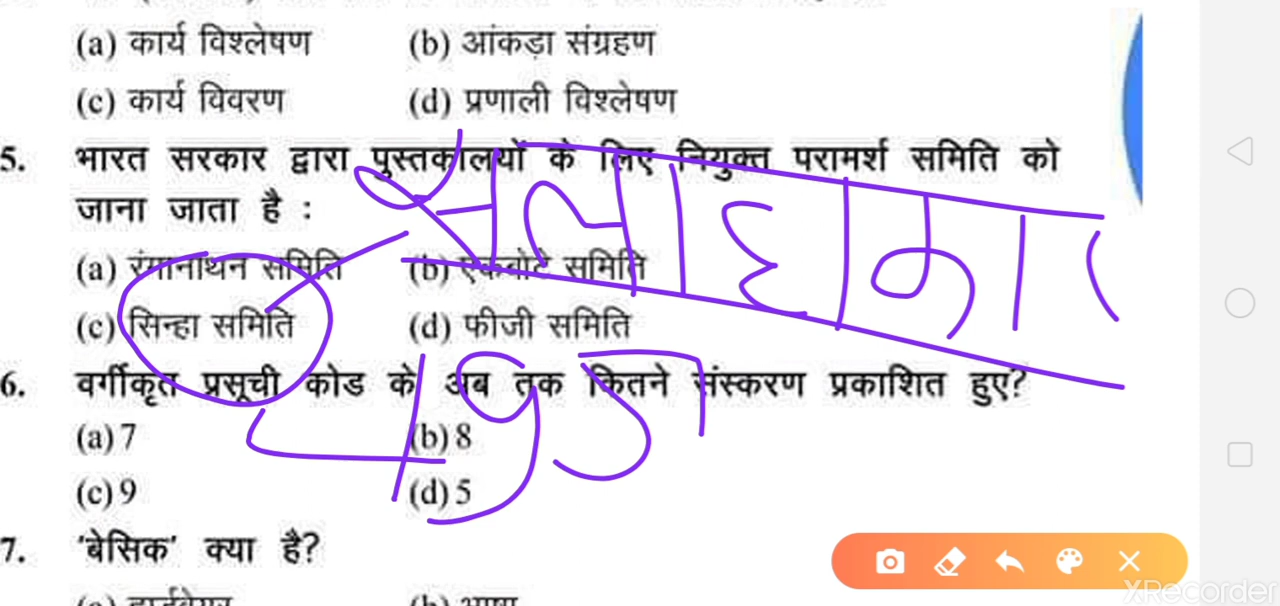 (a) कार्य विश्लेषण (b) आंकड़ा संग्रहण
(c) कार्य विवरण (d) प्रणाली विश्लेषण
5. भारत सरकार द्वारा पुस्तकालयों के लिए नियुक्त परामर्श समिति को
जाना जाता है :
सलाहकार
(a) रंगानाथन समिति (b) एकबोटे समिति
(c) सिन्हा समिति (d) फीजी समिति
6. वर्गीकृत प्रसूची कोड के अब तक कितने संस्करण प्रकाशित हुए?
(a) 7 (b) 8
(c) 9 (d) 5
7. 'बेसिक' क्या है?
XRecorder